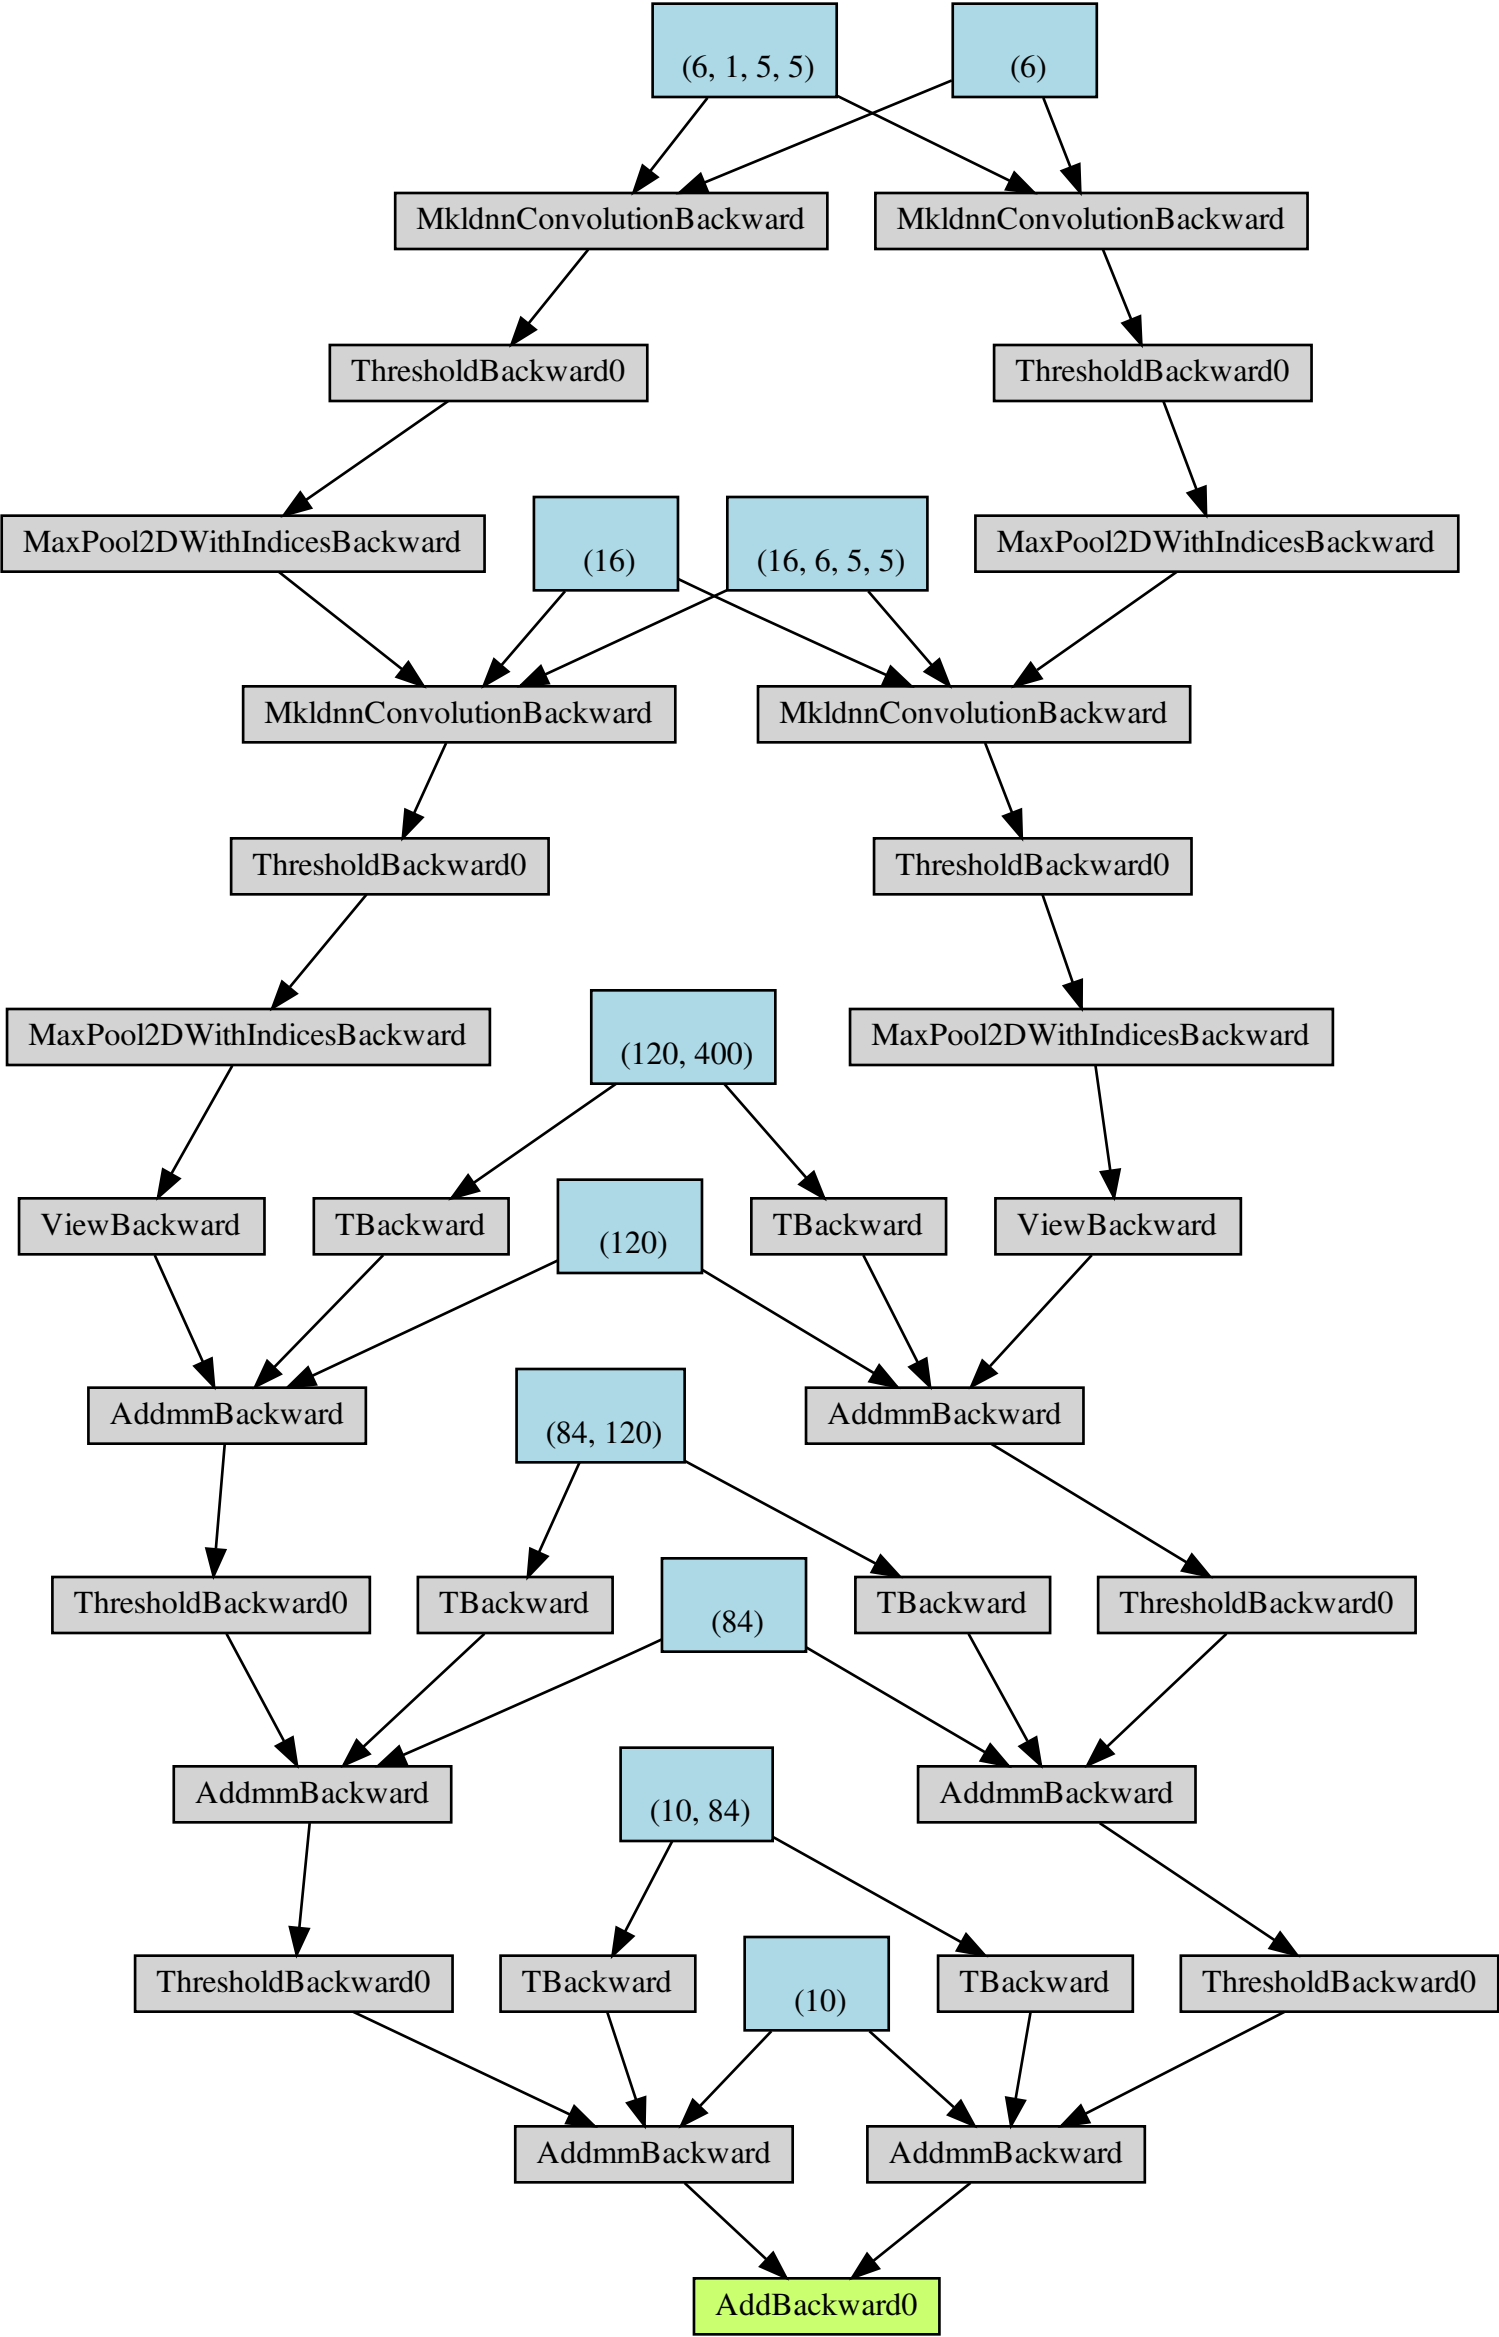 (6, 1, 5, 5)
(6)
MkldnnConvolutionBackward
MkldnnConvolutionBackward
ThresholdBackward0
ThresholdBackward0
MaxPool2DWithIndicesBackward
(16)
(16, 6, 5, 5)
MaxPool2DWithIndicesBackward
MkldnnConvolutionBackward
MkldnnConvolutionBackward
ThresholdBackward0
ThresholdBackward0
MaxPool2DWithIndicesBackward
(120, 400)
MaxPool2DWithIndicesBackward
ViewBackward
TBackward
(120)
TBackward
ViewBackward
AddmmBackward
(84, 120)
AddmmBackward
ThresholdBackward0
TBackward
(84)
TBackward
ThresholdBackward0
AddmmBackward
(10, 84)
AddmmBackward
ThresholdBackward0
TBackward
(10)
TBackward
ThresholdBackward0
AddmmBackward
AddmmBackward
AddBackward0